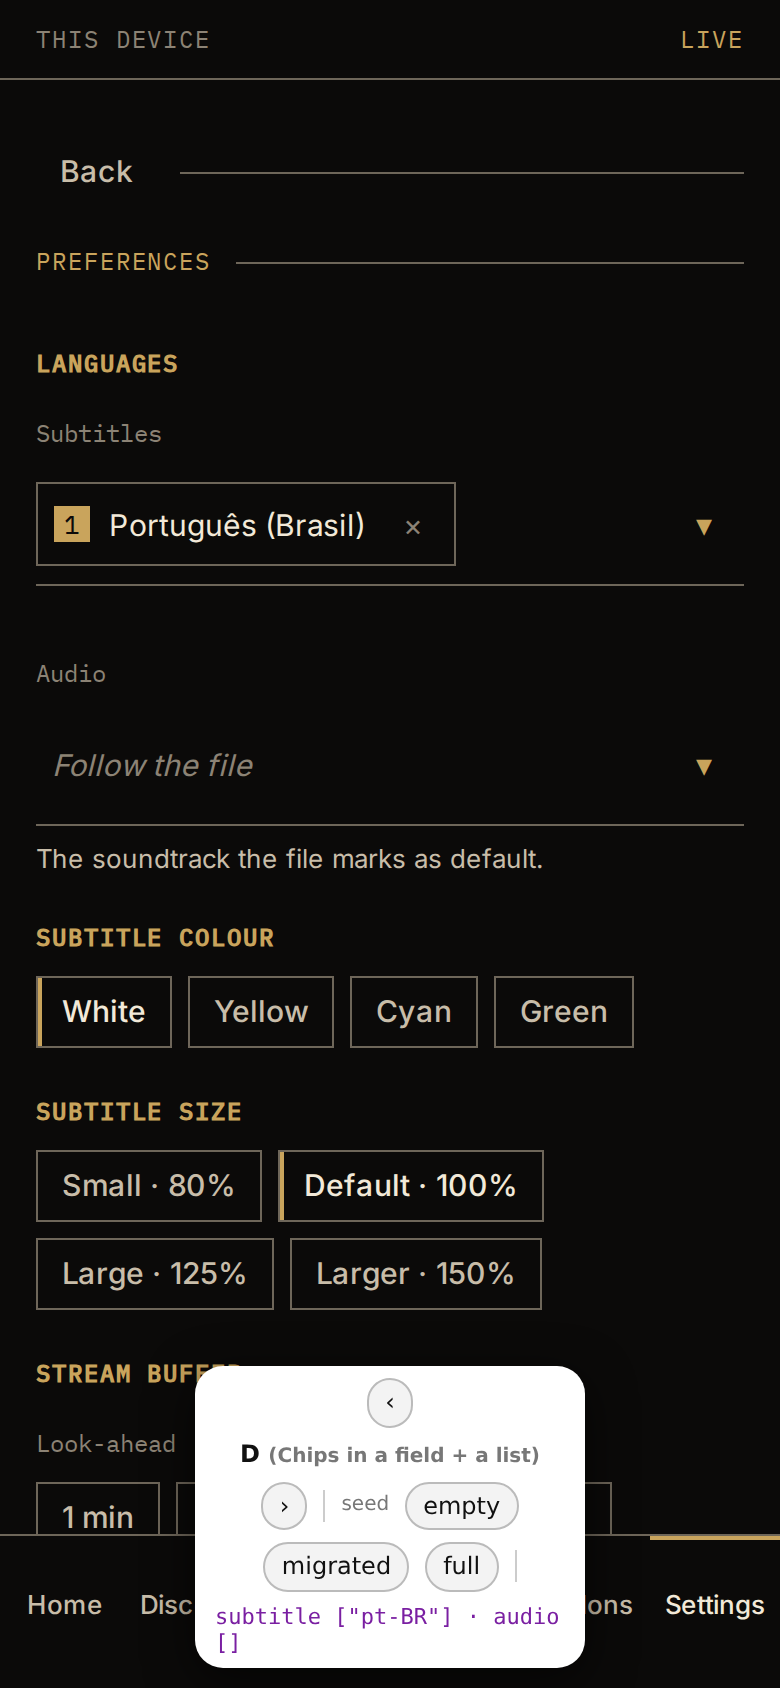 THIS DEVICE LIVE
Back
PREFERENCES
LANGUAGES
Subtitles
1 Português (Brasil) × ▼
Audio
Follow the file ▼
The soundtrack the file marks as default.
SUBTITLE COLOUR
White Yellow Cyan Green
SUBTITLE SIZE
Small · 80% Default · 100%
Large · 125% Larger · 150%
STREAM
Look-ahead
1 min
‹
D (Chips in a field + a list)
› seed empty
migrated full
subtitle ["pt-BR"] · audio
[]
Home Disc ons Settings